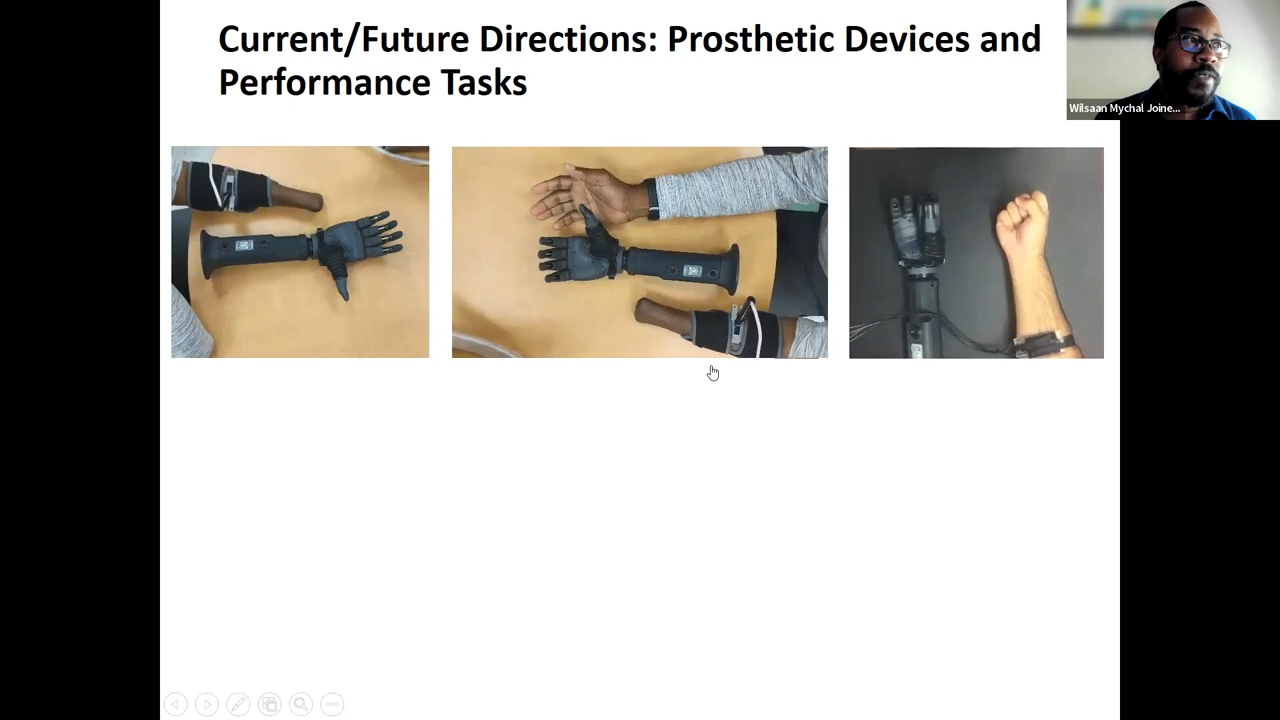 Current/Future Directions: Prosthetic Devices and
Performance Tasks
Wilsaan Mychal Joine...